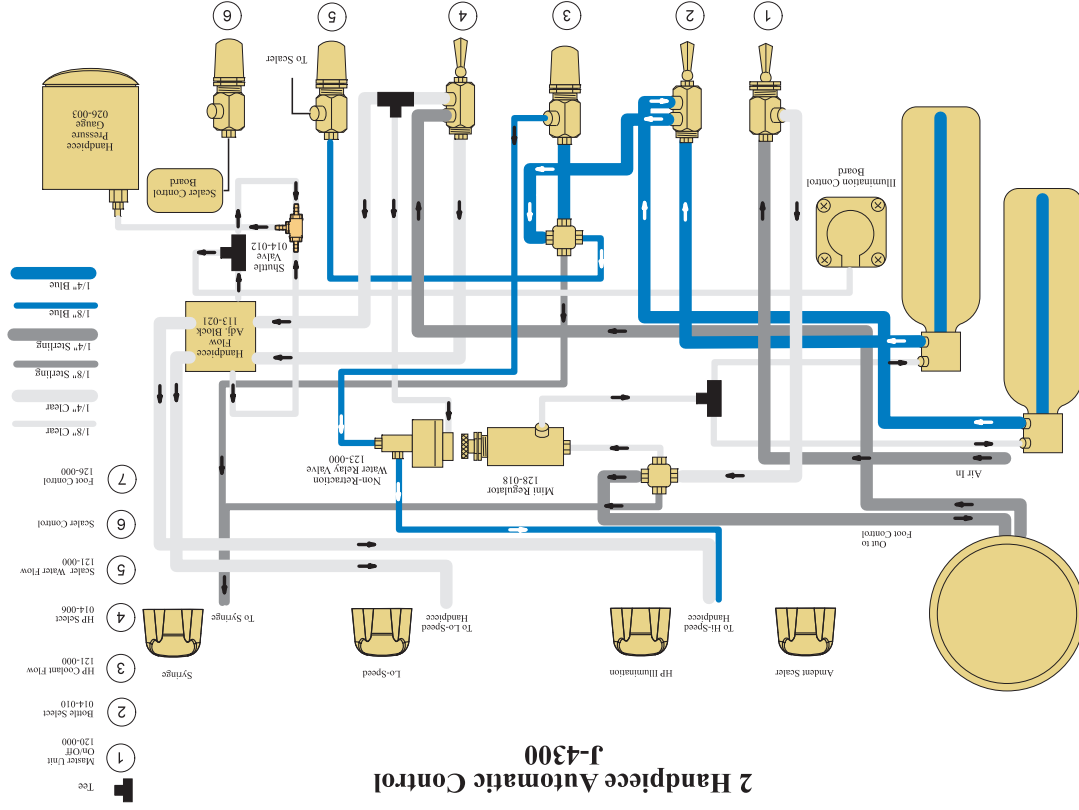 2 Handpiece Automatic Control
J-4300
Tee
1
Master Unit
On/Off
120-000
2
Bottle Select
014-010
3
HP Coolant Flow
121-000
4
HP Select
014-006
5
Scaler Water Flow
121-000
6
Scaler Control
7
Foot Control
126-000
1/8" Clear
1/4" Clear
1/8" Sterling
1/4" Sterling
1/8" Blue
1/4" Blue
Amdent Scaler
HP Illumination
Lo-Speed
Syringe
To Hi-Speed
Handpiece
To Lo-Speed
Handpiece
To Syringe
Out to
Foot Control
Air In
Mini Regulator
128-018
Non-Retraction
Water Relay Valve
123-000
Handpiece
Flow
Adj. Block
113-021
Shuttle
Valve
014-012
Illumination Control
Board
Scaler Control
Board
Handpiece
Pressure
Gauge
026-003
To Scaler
1
2
3
4
5
6